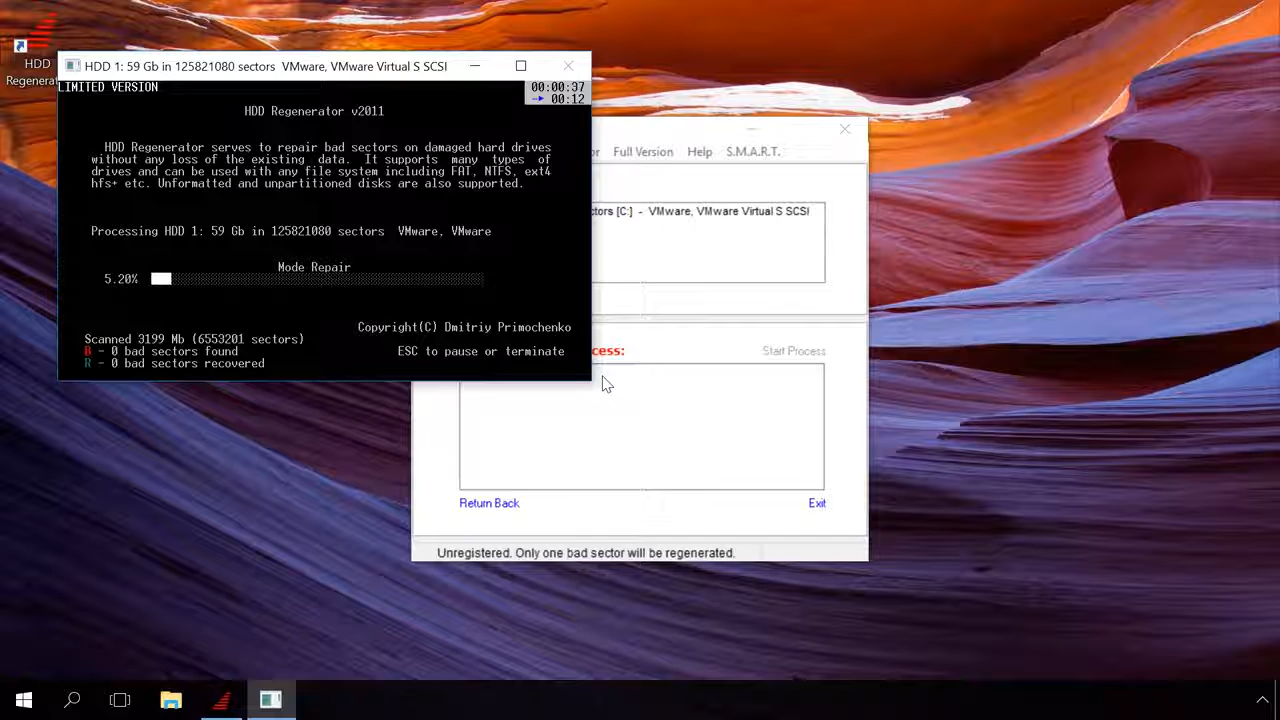 HDD
Regenerat
HDD 1: 59 Gb in 125821080 sectors  VMware, VMware Virtual S SCSI
LIMITED VERSION
00:00:37
00:12
HDD Regenerator v2011
HDD Regenerator serves to repair bad sectors on damaged hard drives
without any loss of the existing data. It supports many types of
drives and can be used with any file system including FAT, NTFS, ext4
hfs+ etc. Unformatted and unpartitioned disks are also supported.
Processing HDD 1: 59 Gb in 125821080 sectors  VMware, VMware
Mode Repair
5.20%
Copyright(C) Dmitriy Primochenko
Scanned 3199 Mb (6553201 sectors)
B - 0 bad sectors found
ESC to pause or terminate
R - 0 bad sectors recovered
or Full Version Help S.M.A.R.T.
ctors [C:] - VMware, VMware Virtual S SCSI
cess: Start Process
Return Back Exit
Unregistered. Only one bad sector will be regenerated.